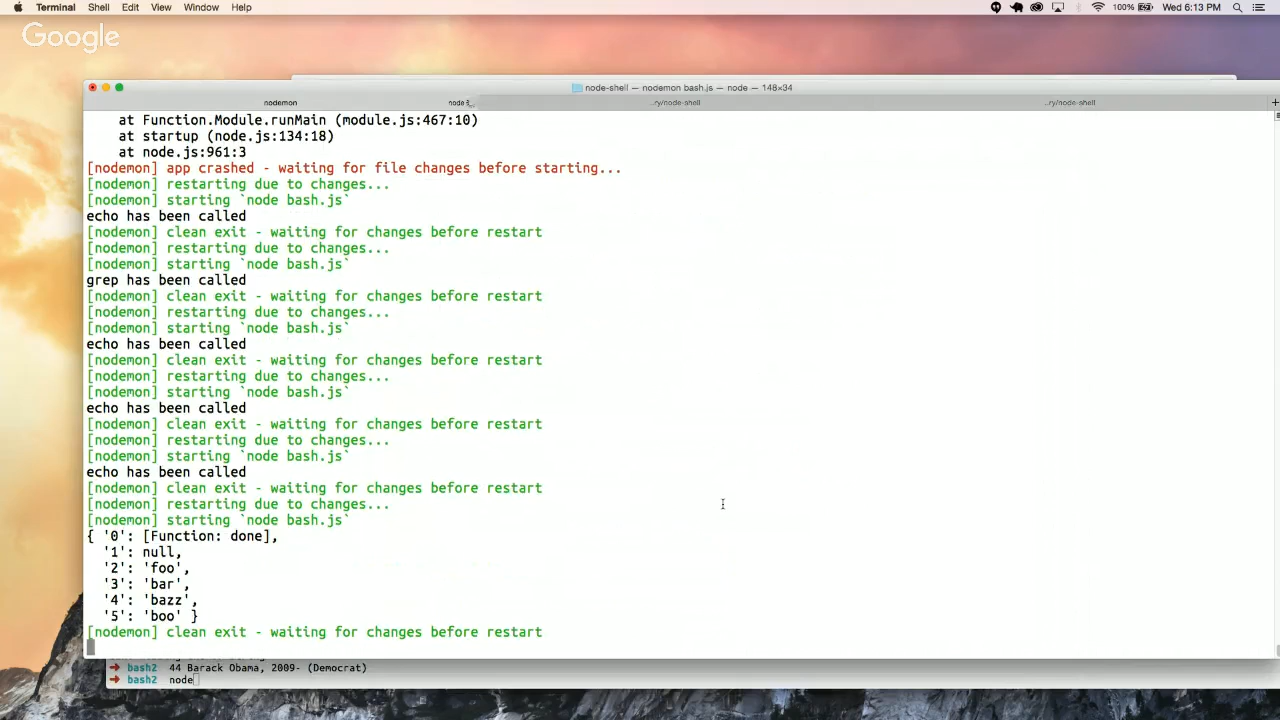 Terminal Shell Edit View Window Help 100% Wed 6:13 PM
Google
node-shell — nodemon bash.js — node — 148×34
nodemon node ...ry/node-shell ...ry/node-shell
at Function.Module.runMain (module.js:467:10)
at startup (node.js:134:18)
at node.js:961:3
[nodemon] app crashed - waiting for file changes before starting...
[nodemon] restarting due to changes...
[nodemon] starting `node bash.js`
echo has been called
[nodemon] clean exit - waiting for changes before restart
[nodemon] restarting due to changes...
[nodemon] starting `node bash.js`
grep has been called
[nodemon] clean exit - waiting for changes before restart
[nodemon] restarting due to changes...
[nodemon] starting `node bash.js`
echo has been called
[nodemon] clean exit - waiting for changes before restart
[nodemon] restarting due to changes...
[nodemon] starting `node bash.js`
echo has been called
[nodemon] clean exit - waiting for changes before restart
[nodemon] restarting due to changes...
[nodemon] starting `node bash.js`
echo has been called
[nodemon] clean exit - waiting for changes before restart
[nodemon] restarting due to changes...
[nodemon] starting `node bash.js`
{ '0': [Function: done],
'1': null,
'2': 'foo',
'3': 'bar',
'4': 'bazz',
'5': 'boo' }
[nodemon] clean exit - waiting for changes before restart
➜ bash2 44 Barack Obama, 2009- (Democrat)
➜ bash2 node